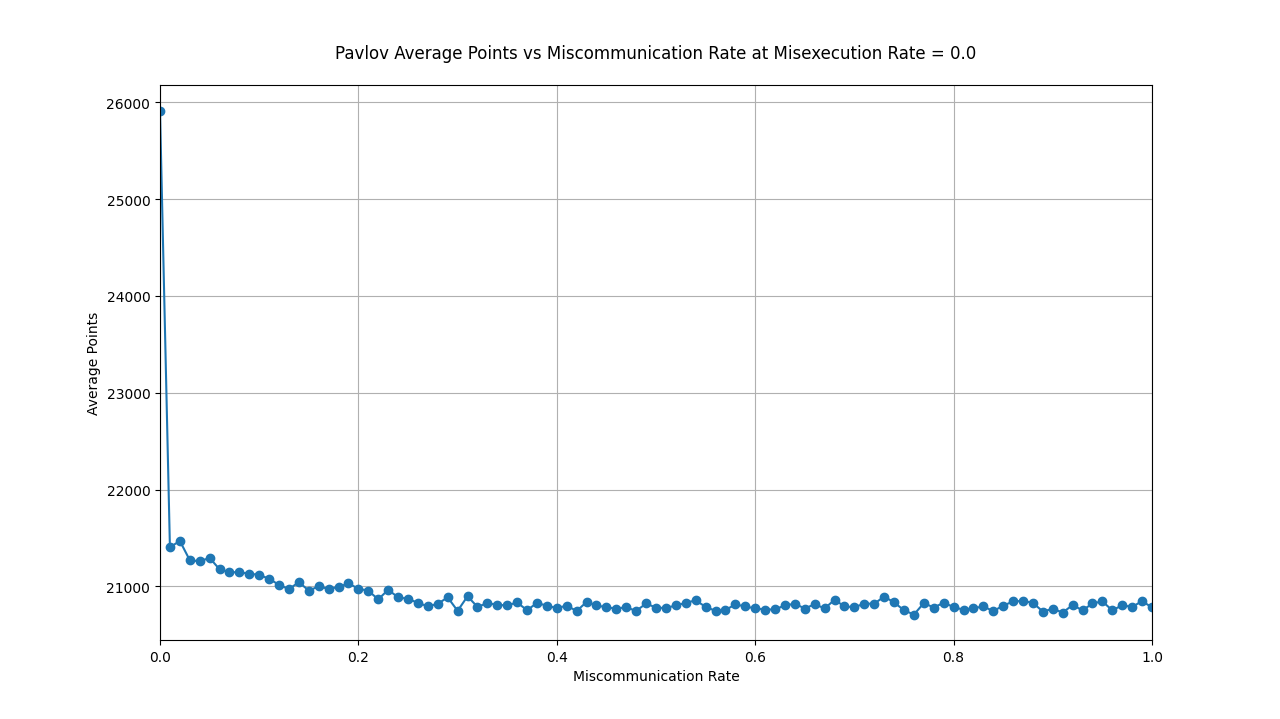 Pavlov Average Points vs Miscommunication Rate at Misexecution Rate = 0.0
26000
25000
24000
23000
22000
21000
Average Points
0.0 0.2 0.4 0.6 0.8 1.0
Miscommunication Rate